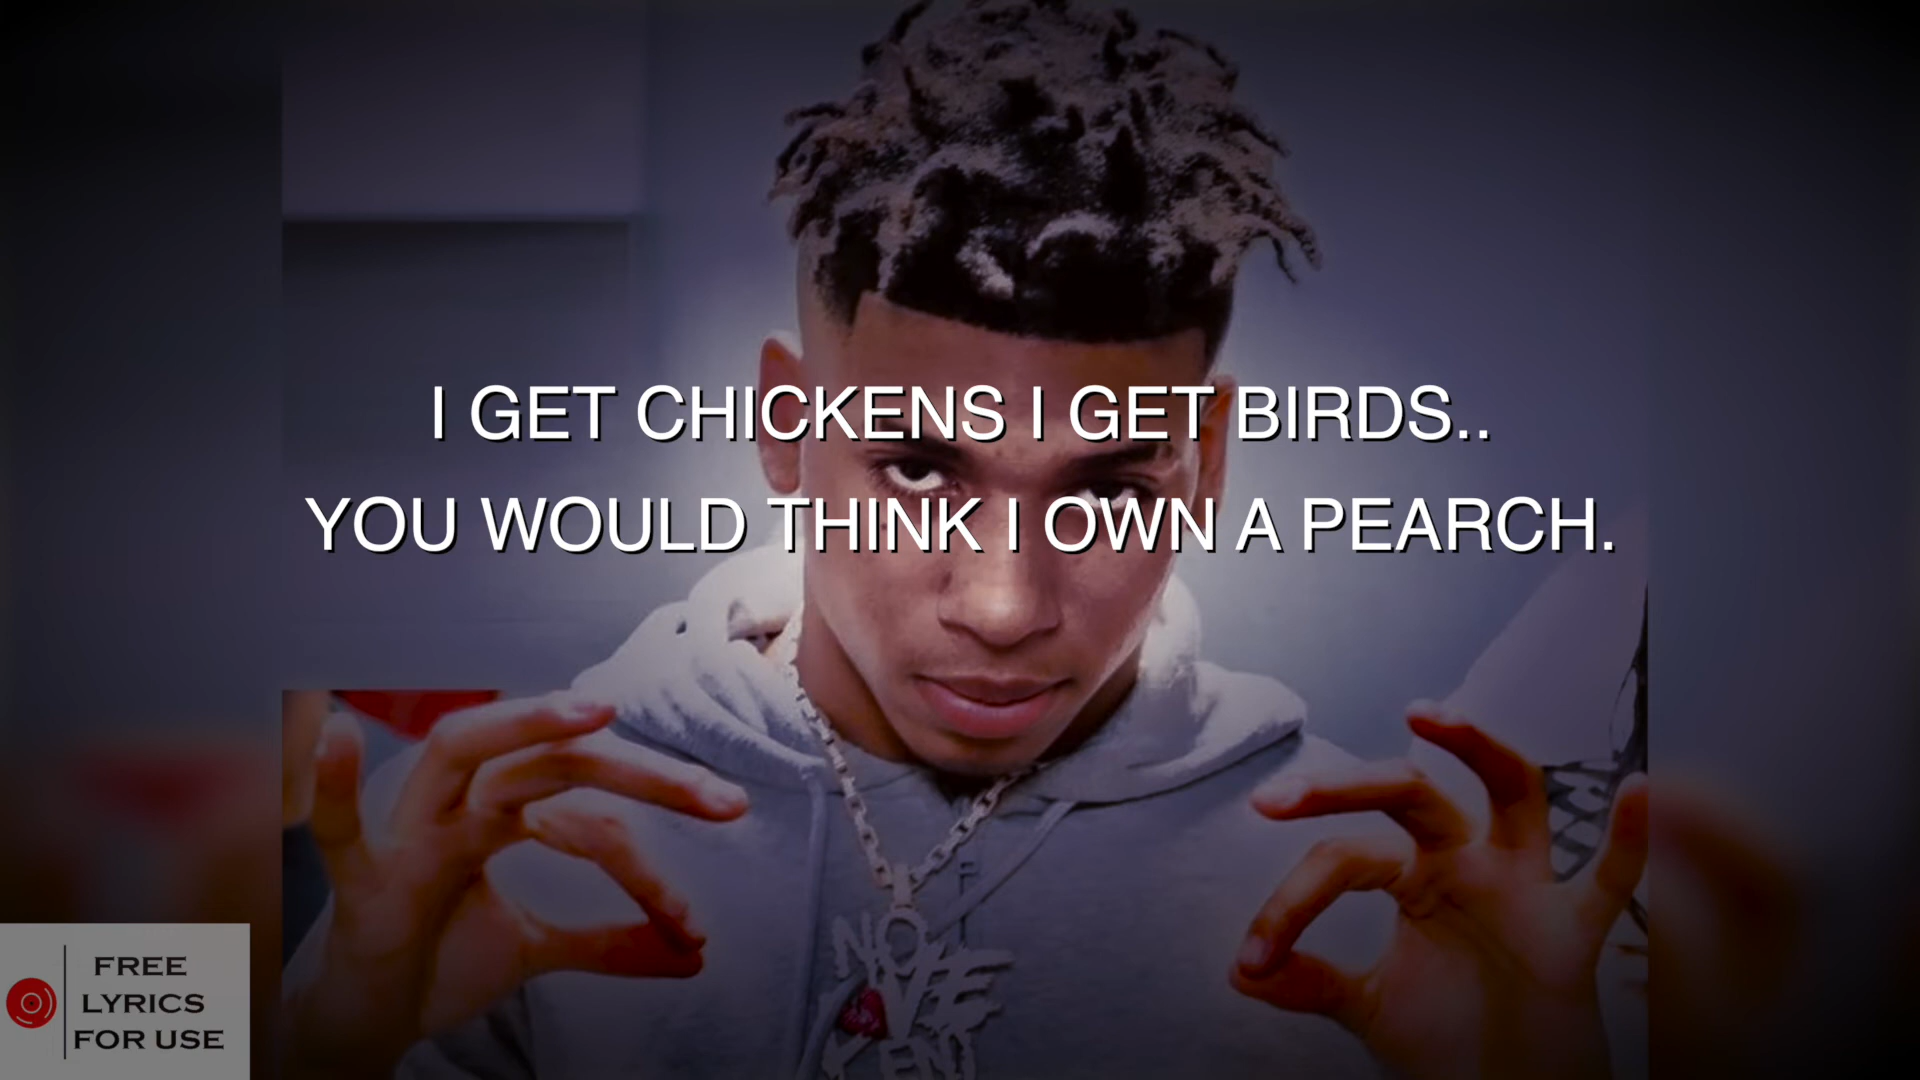 I GET CHICKENS I GET BIRDS..
YOU WOULD THINK I OWN A PEARCH.
FREE
LYRICS
FOR USE